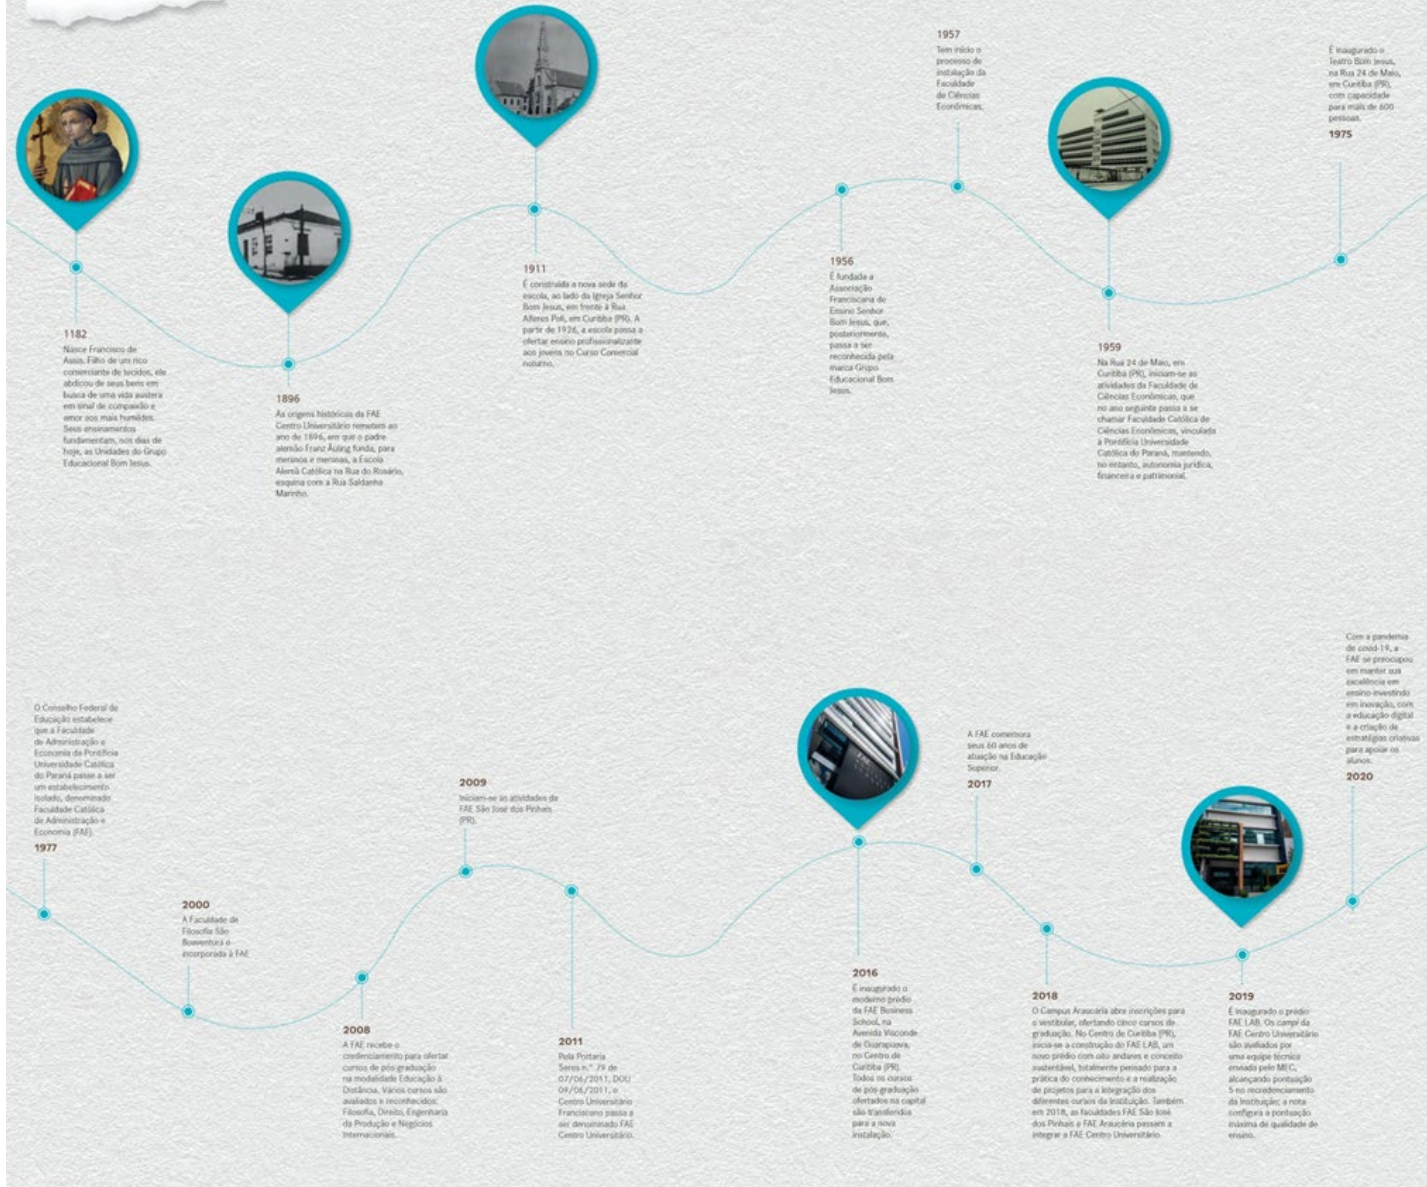 1182
Nasce Francisco de
Assis. Filho de um rico
comerciante de tecidos, ele
abdicou de seus bens em
busca de uma vida austera
em sinal de compaixão e
amor aos mais humildes.
Seus ensinamentos
fundamentam, nos dias de
hoje, as Unidades do Grupo
Educacional Bom Jesus.
1896
As origens históricas da FAE
Centro Universitário remetem ao
ano de 1896, em que o padre
alemão Franz Äuling funda, para
meninos e meninas, a Escola
Alemã Católica na Rua do Rosário,
esquina com a Rua Saldanha
Marinho.
1911
É construída a nova sede da
escola, ao lado da Igreja Senhor
Bom Jesus, em frente à Rua
Alferes Poli, em Curitiba (PR). A
partir de 1926, a escola passa a
ofertar ensino profissionalizante
aos jovens no Curso Comercial
noturno.
1956
É fundada a
Associação
Franciscana de
Ensino Senhor
Bom Jesus, que,
posteriormente,
passa a ser
reconhecida pela
marca Grupo
Educacional Bom
Jesus.
1957
Tem início o
processo de
instalação da
Faculdade
de Ciências
Econômicas.
1959
Na Rua 24 de Maio, em
Curitiba (PR), iniciam-se as
atividades da Faculdade de
Ciências Econômicas, que
no ano seguinte passa a se
chamar Faculdade Católica de
Ciências Econômicas, vinculada
à Pontifícia Universidade
Católica do Paraná, mantendo,
no entanto, autonomia jurídica,
financeira e patrimonial.
É inaugurado o
Teatro Bom Jesus,
na Rua 24 de Maio,
em Curitiba (PR),
com capacidade
para mais de 600
pessoas.
1975
O Conselho Federal de
Educação estabelece
que a Faculdade
de Administração e
Economia da Pontifícia
Universidade Católica
do Paraná passe a ser
um estabelecimento
isolado, denominado
Faculdade Católica
de Administração e
Economia (FAE).
1977
2000
A Faculdade de
Filosofia São
Boaventura é
incorporada à FAE
2008
A FAE recebe o
credenciamento para ofertar
cursos de pós-graduação
na modalidade Educação à
Distância. Vários cursos são
avaliados e reconhecidos:
Filosofia, Direito, Engenharia
da Produção e Negócios
Internacionais.
2009
Iniciam-se as atividades da
FAE São José dos Pinhais
(PR).
2011
Pela Portaria
Seres n.º 79 de
07/06/2011, DOU
09/06/2011, o
Centro Universitário
Franciscano passa a
ser denominado FAE
Centro Universitário.
2016
É inaugurado o
moderno prédio
da FAE Business
School, na
Avenida Visconde
de Guarapuava,
no Centro de
Curitiba (PR).
Todos os cursos
de pós-graduação
ofertados na capital
são transferidos
para a nova
instalação.
A FAE comemora
seus 60 anos de
atuação na Educação
Superior.
2017
2018
O Campus Araucária abre inscrições para
o vestibular, ofertando cinco cursos de
graduação. No Centro de Curitiba (PR),
inicia-se a construção do FAE LAB, um
novo prédio com oito andares e conceito
sustentável, totalmente pensado para a
prática do conhecimento e a realização
de projetos para a integração dos
diferentes cursos da Instituição. Também
em 2018, as faculdades FAE São José
dos Pinhais e FAE Araucária passam a
integrar a FAE Centro Universitário.
2019
É inaugurado o prédio
FAE LAB. Os campi da
FAE Centro Universitário
são avaliados por
uma equipe técnica
enviada pelo MEC,
alcançando pontuação
5 no recredenciamento
da Instituição; a nota
configura a pontuação
máxima de qualidade de
ensino.
Com a pandemia
de covid-19, a
FAE se preocupou
em manter sua
excelência em
ensino investindo
em inovação, com
a educação digital
e a criação de
estratégias criativas
para apoiar os
alunos.
2020